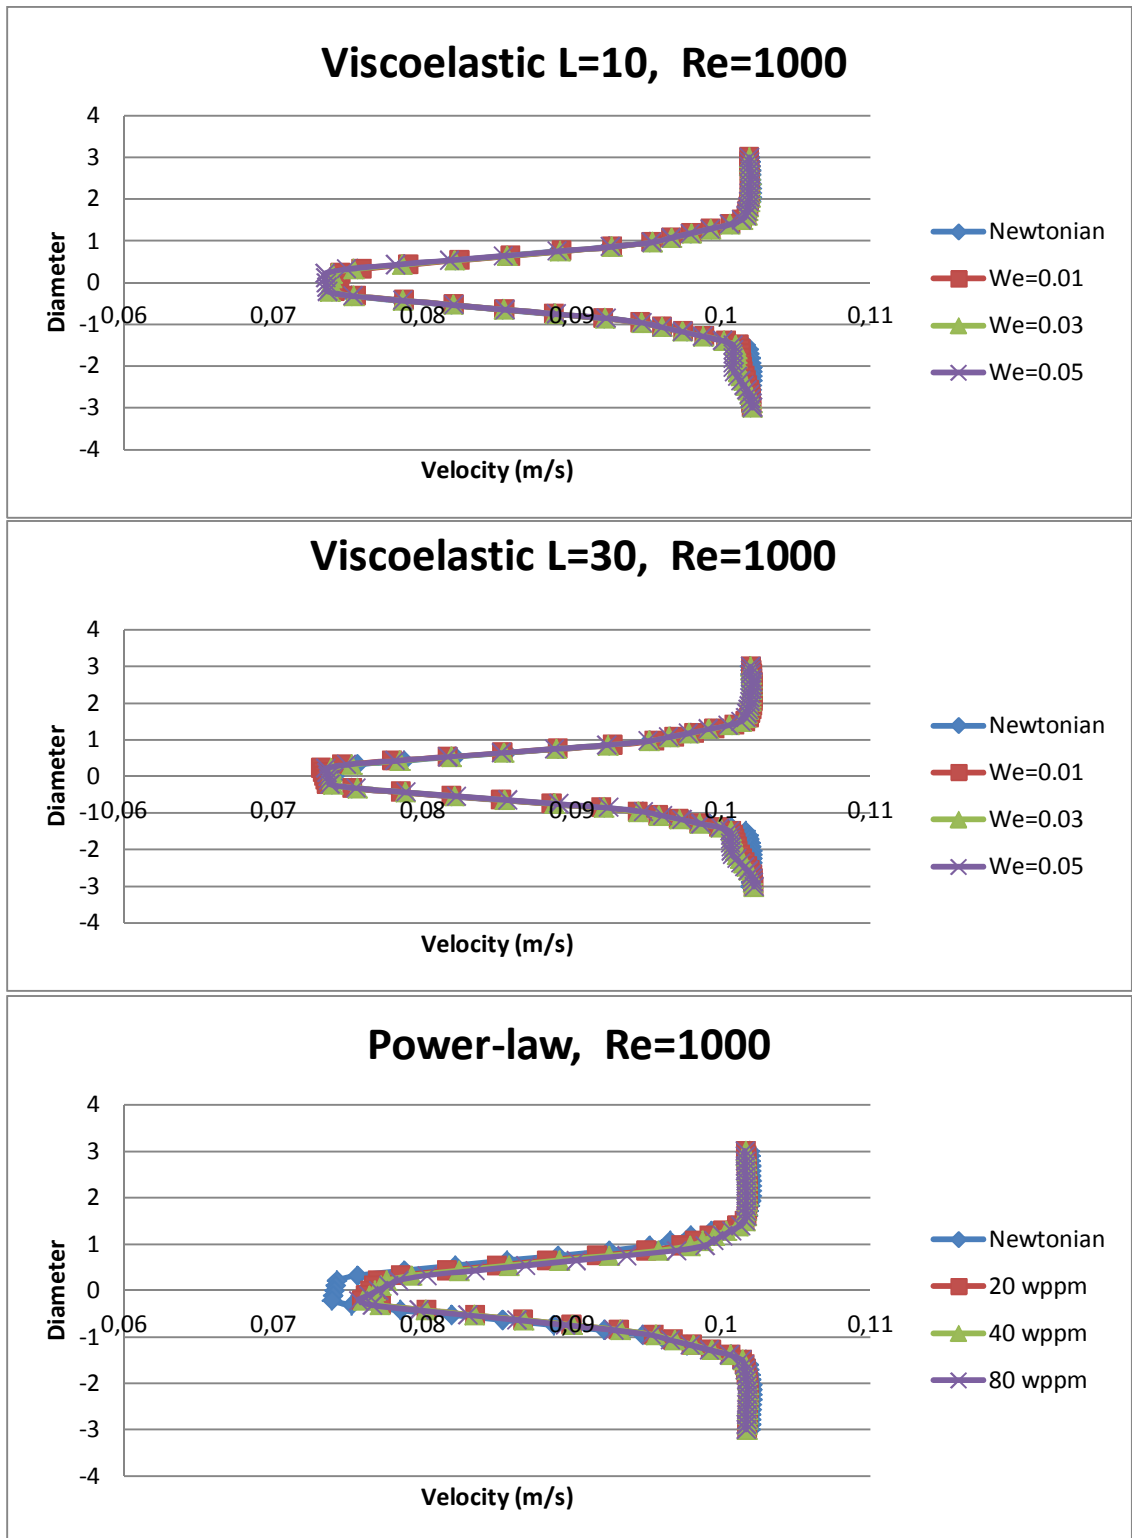 Viscoelastic L=10, Re=1000
4
3
2
1
0
-1
-2
-3
-4
0,06
0,07
0,08
0,09
0,1
0,11
Diameter
Velocity (m/s)
Newtonian
We=0.01
We=0.03
We=0.05
Viscoelastic L=30, Re=1000
4
3
2
1
0
-1
-2
-3
-4
0,06
0,07
0,08
0,09
0,1
0,11
Diameter
Velocity (m/s)
Newtonian
We=0.01
We=0.03
We=0.05
Power-law, Re=1000
4
3
2
1
0
-1
-2
-3
-4
0,06
0,07
0,08
0,09
0,1
0,11
Diameter
Velocity (m/s)
Newtonian
20 wppm
40 wppm
80 wppm